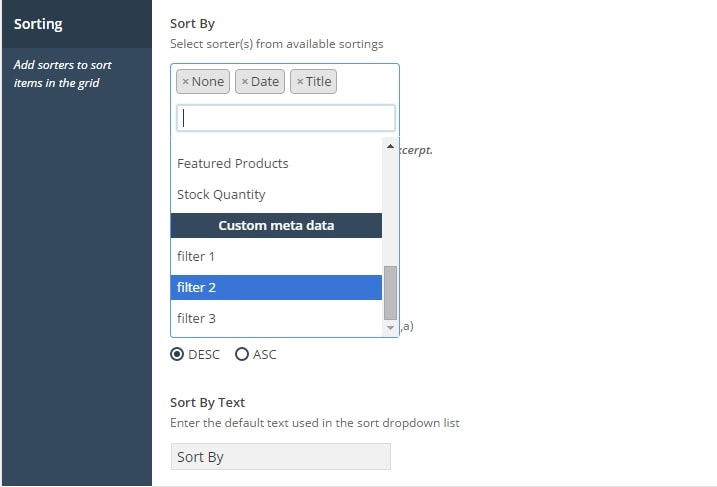 Sorting
Add sorters to sort
items in the grid
Sort By
Select sorter(s) from available sortings
× None × Date × Title
xcerpt.
Featured Products
Stock Quantity
Custom meta data
filter 1
filter 2
filter 3
,a)
DESC ASC
Sort By Text
Enter the default text used in the sort dropdown list
Sort By